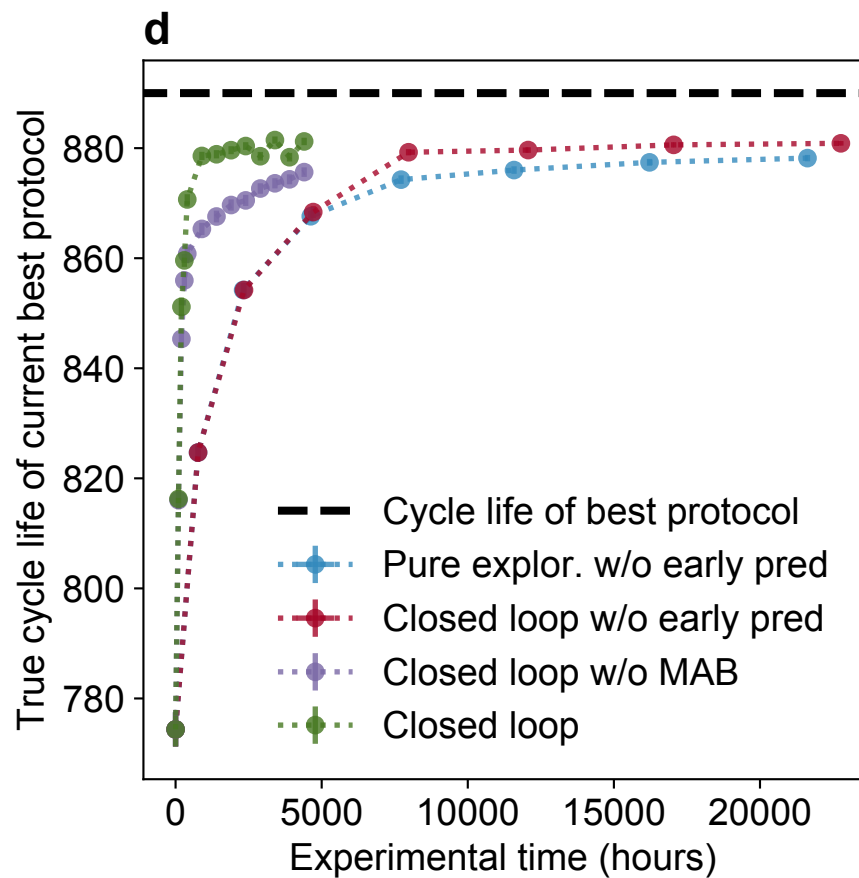 d
True cycle life of current best protocol
880
860
840
820
800
780
Cycle life of best protocol
Pure explor. w/o early pred
Closed loop w/o early pred
Closed loop w/o MAB
Closed loop
0 5000 10000 15000 20000
Experimental time (hours)